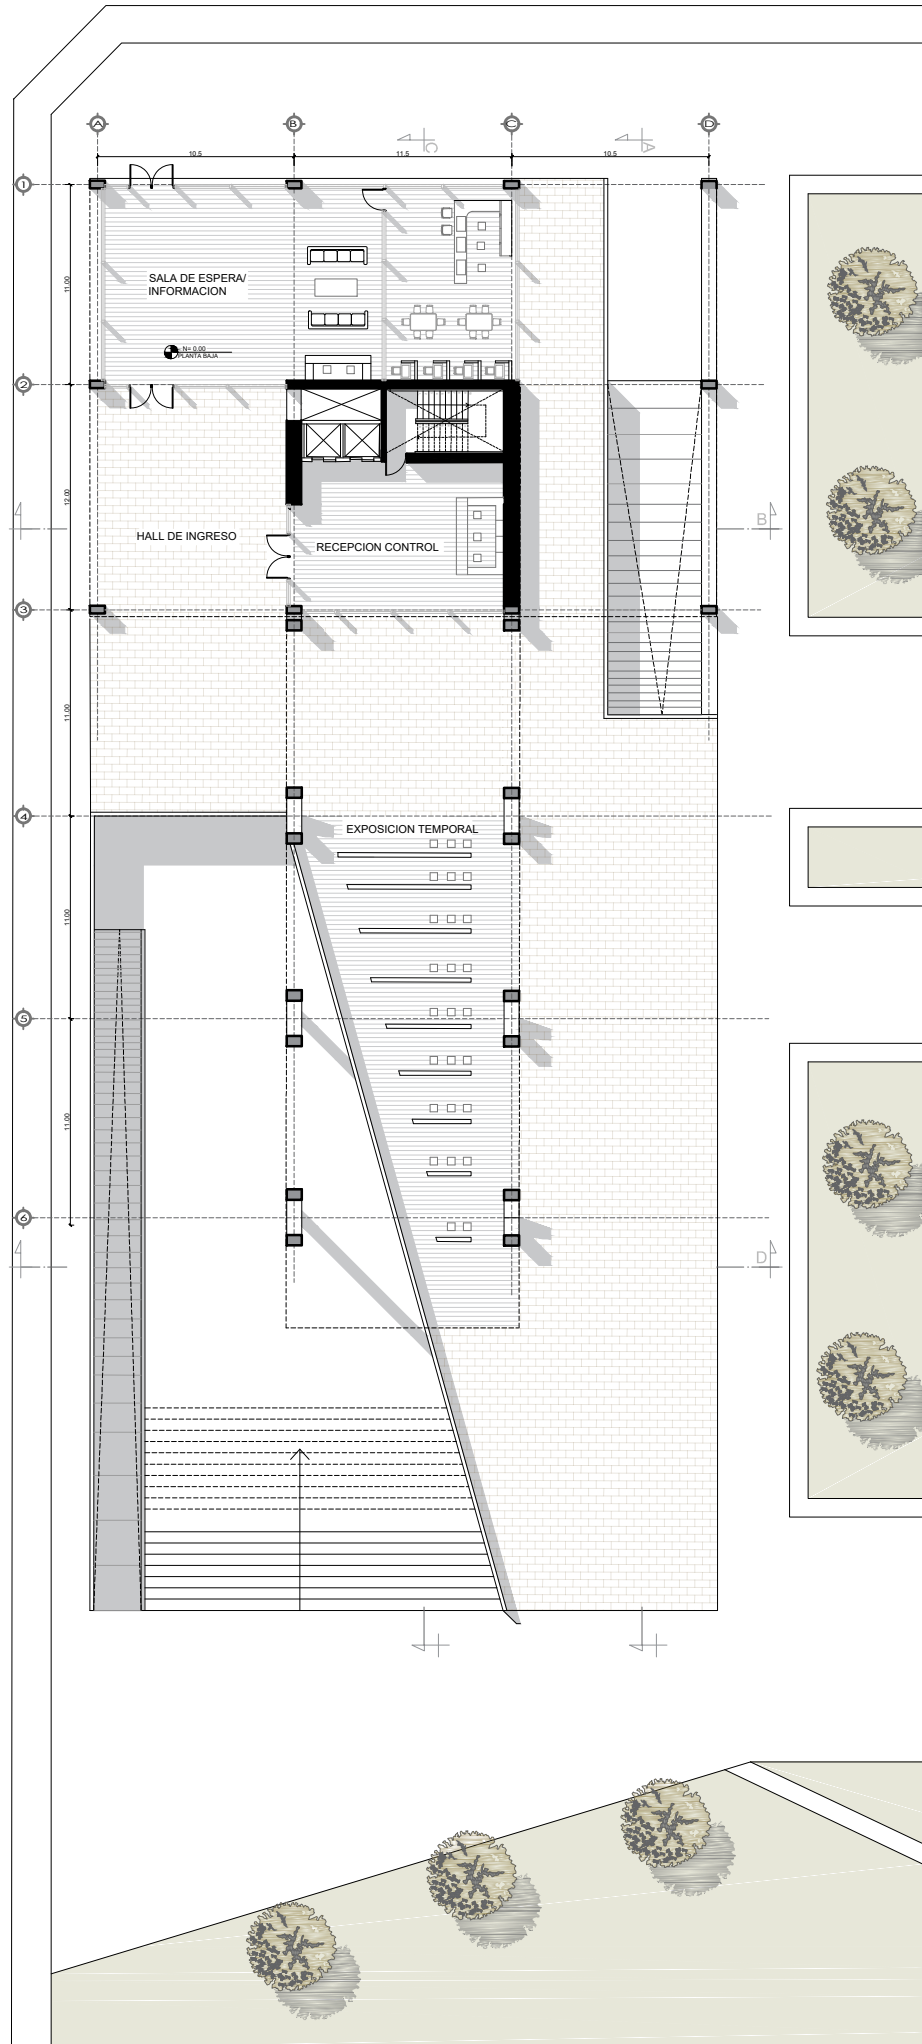 A
B
C
D
C
A
10.5
11.5
10.5
1
11.00
SALA DE ESPERA/
INFORMACION
N= 0.00
PLANTA BAJA
2
12.00
B
HALL DE INGRESO
RECEPCION CONTROL
3
11.00
4
EXPOSICION TEMPORAL
11.00
5
11.00
6
D